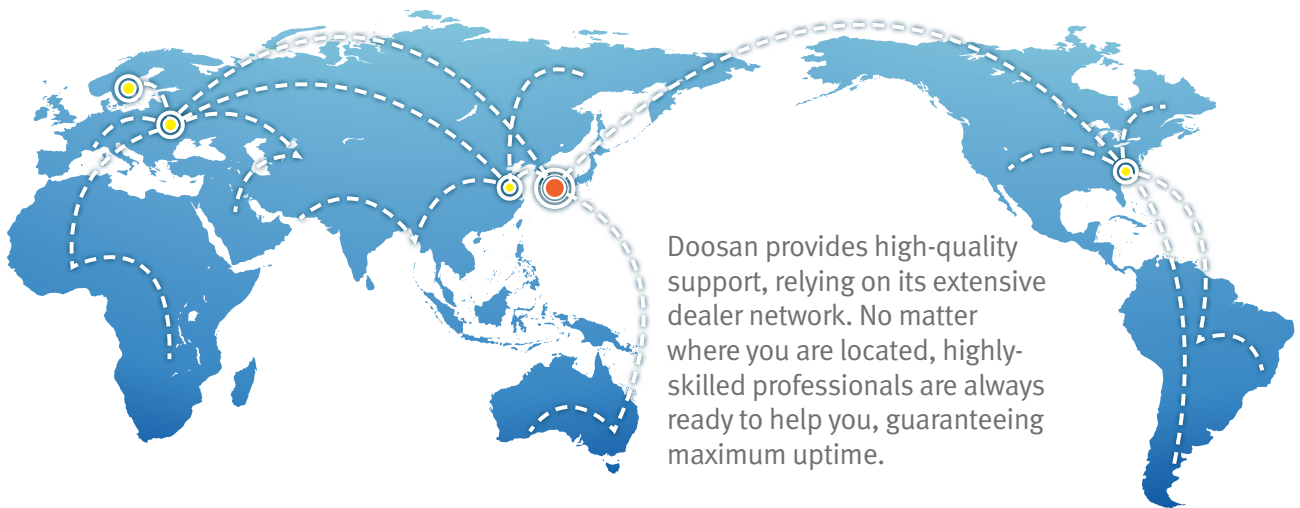 Doosan provides high-quality
support, relying on its extensive
dealer network. No matter
where you are located, highly-
skilled professionals are always
ready to help you, guaranteeing
maximum uptime.